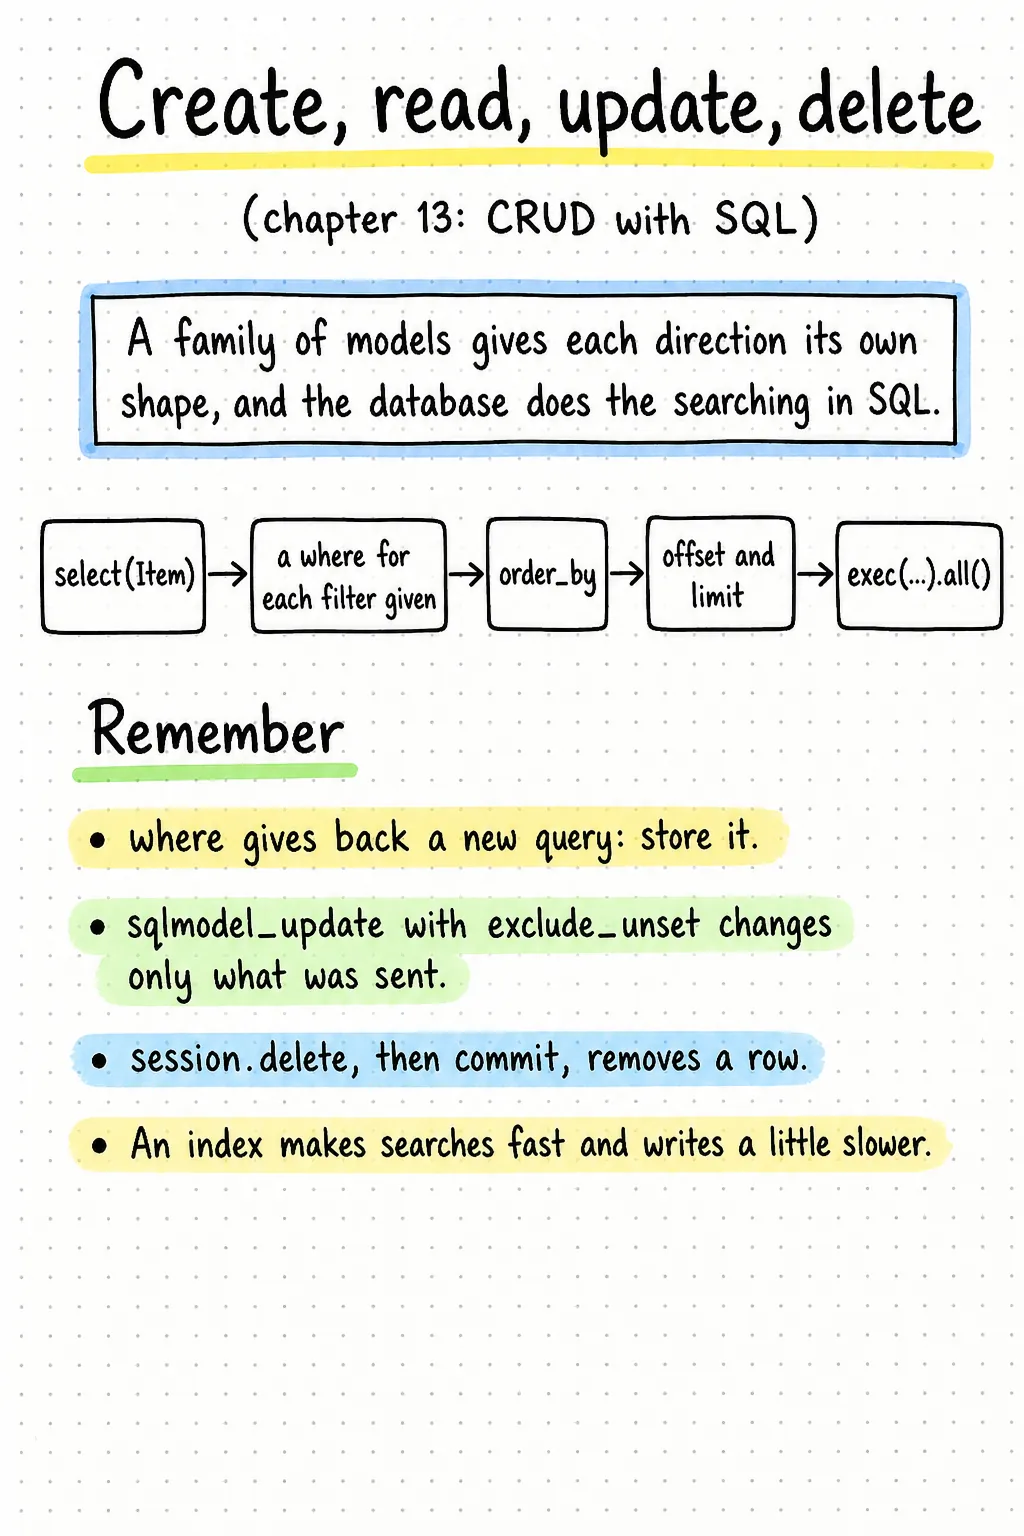 Create, read, update, delete
(chapter 13: CRUD with SQL)
A family of models gives each direction its own
shape, and the database does the searching in SQL.
select(Item)
a where for
each filter given
order_by
offset and
limit
exec(...).all()
Remember
• where gives back a new query: store it.
• sqlmodel_update with exclude_unset changes
only what was sent.
• session.delete, then commit, removes a row.
• An index makes searches fast and writes a little slower.